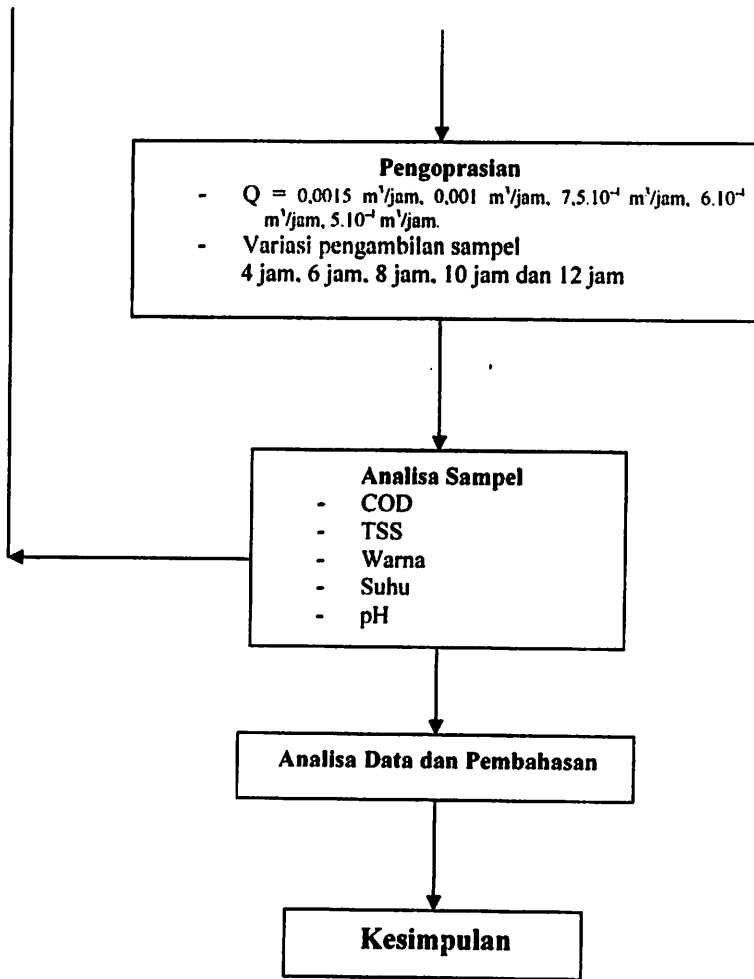 Pengoprasian
- Q = 0,0015 m³/jam, 0,001 m³/jam, 7,5.10⁻⁴ m³/jam, 6.10⁻⁴
m³/jam, 5.10⁻⁴ m³/jam.
- Variasi pengambilan sampel
4 jam, 6 jam, 8 jam, 10 jam dan 12 jam
Analisa Sampel
- COD
- TSS
- Warna
- Suhu
- pH
Analisa Data dan Pembahasan
Kesimpulan